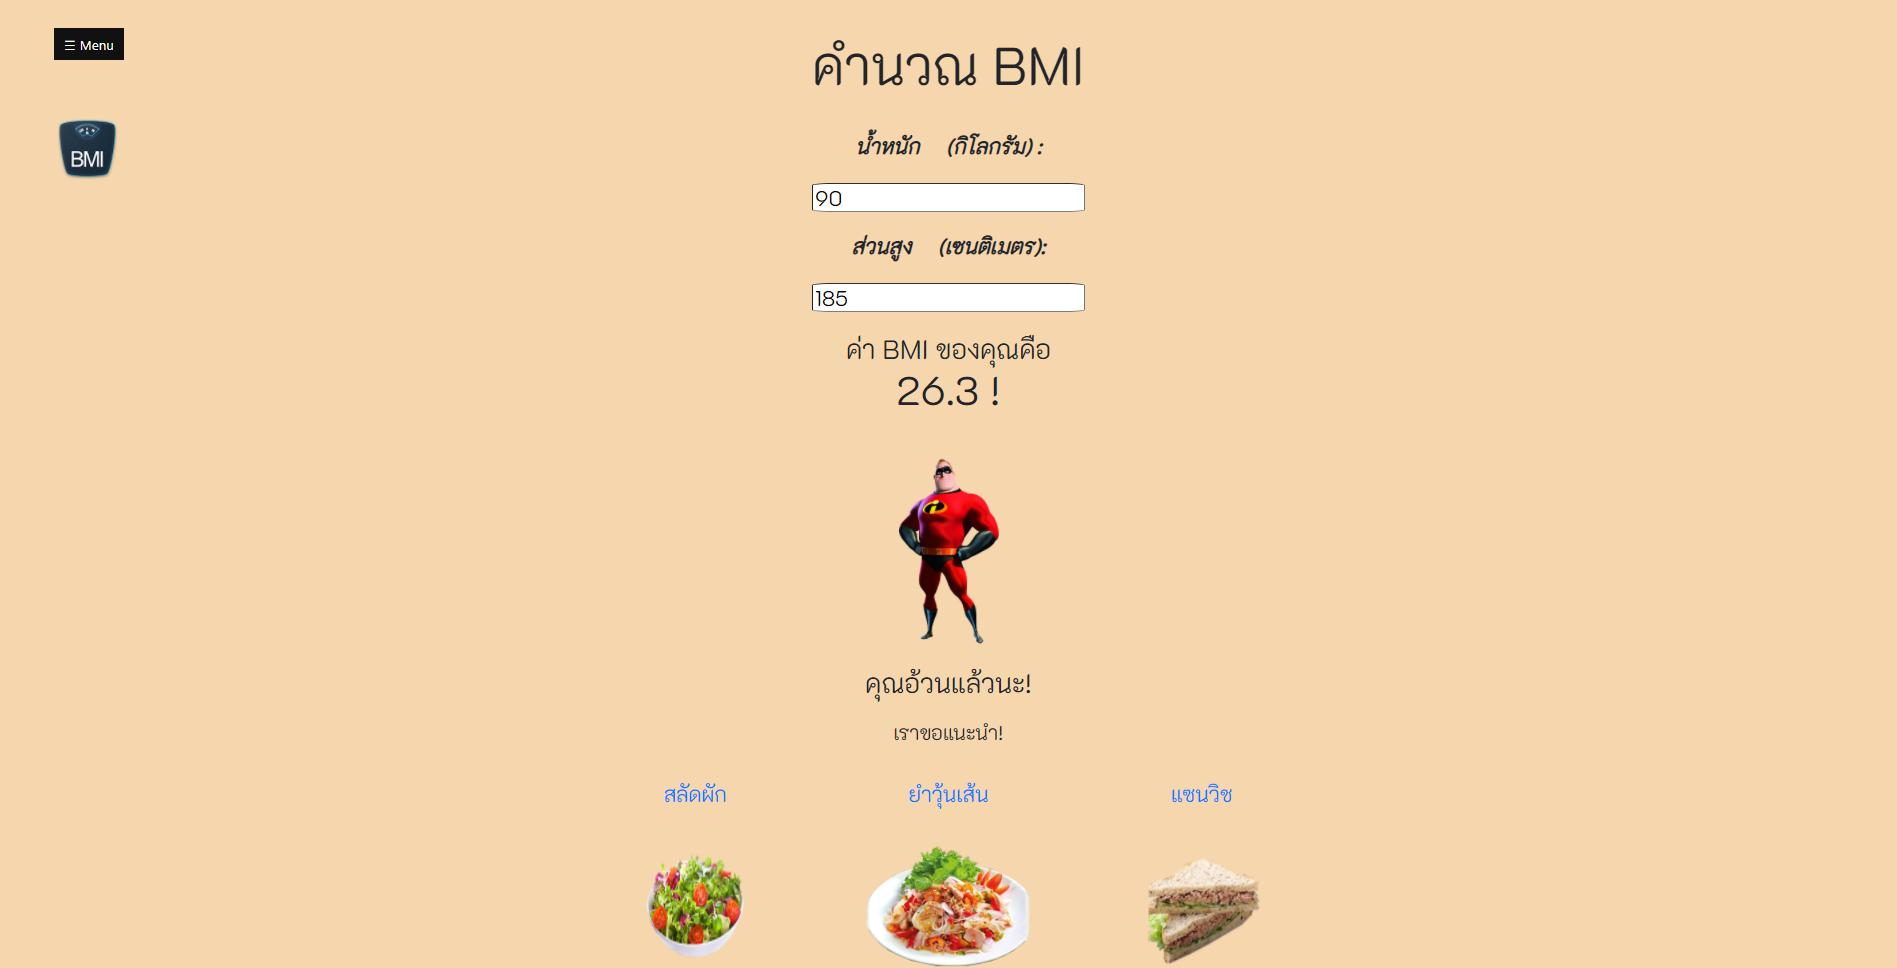 ☰ Menu
คำนวณ BMI
BMI
น้ำหนัก (กิโลกรัม) :
90
ส่วนสูง (เซนติเมตร):
185
ค่า BMI ของคุณคือ
26.3 !
คุณอ้วนแล้วนะ!
เราขอแนะนำ!
สลัดผัก ยำวุ้นเส้น แซนวิช